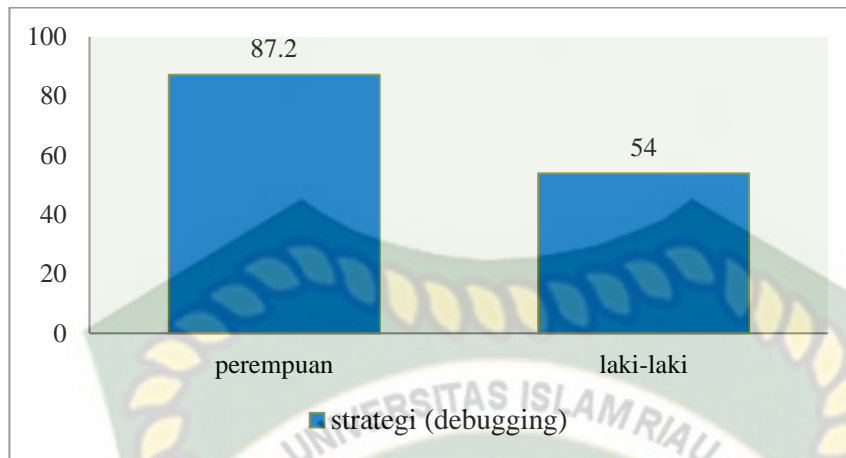 100
87.2
80
60
54
40
20
0
perempuan laki-laki
strategi (debugging)
UNIVERSITAS ISLAM RIAU